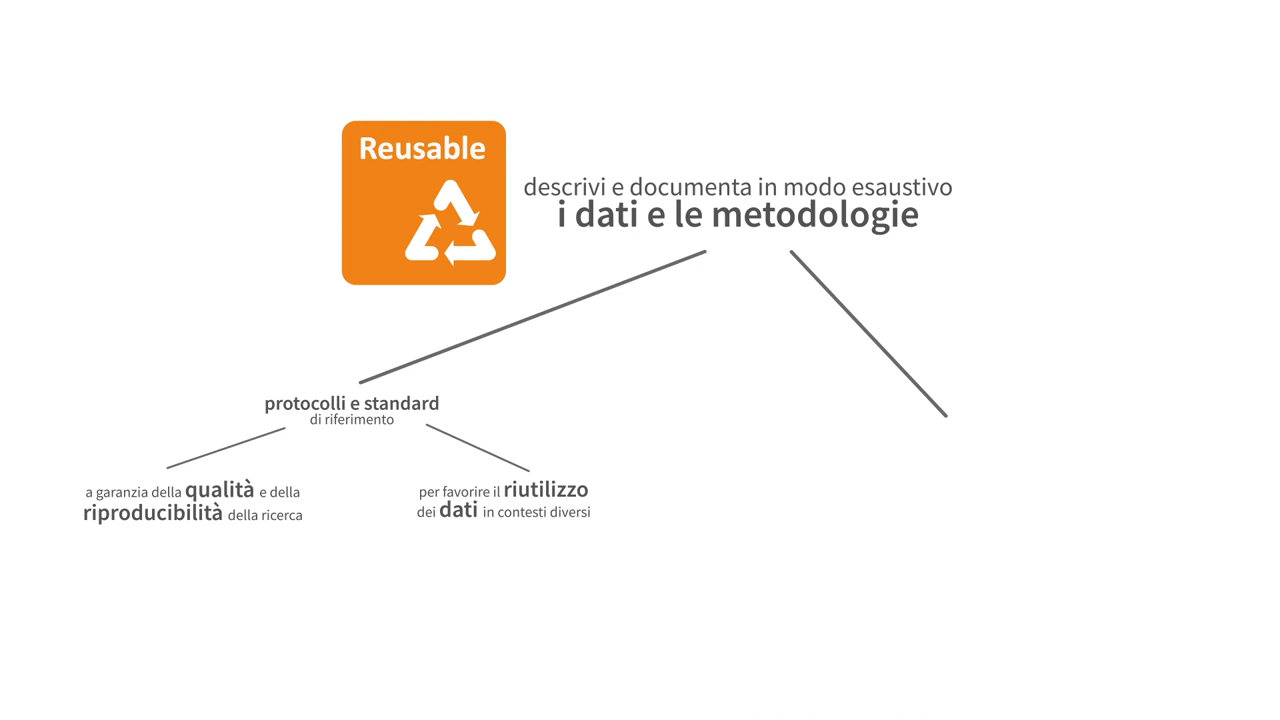 Reusable
descrivi e documenta in modo esaustivo
i dati e le metodologie
protocolli e standard
di riferimento
a garanzia della qualità e della
riproducibilità della ricerca
per favorire il riutilizzo
dei dati in contesti diversi